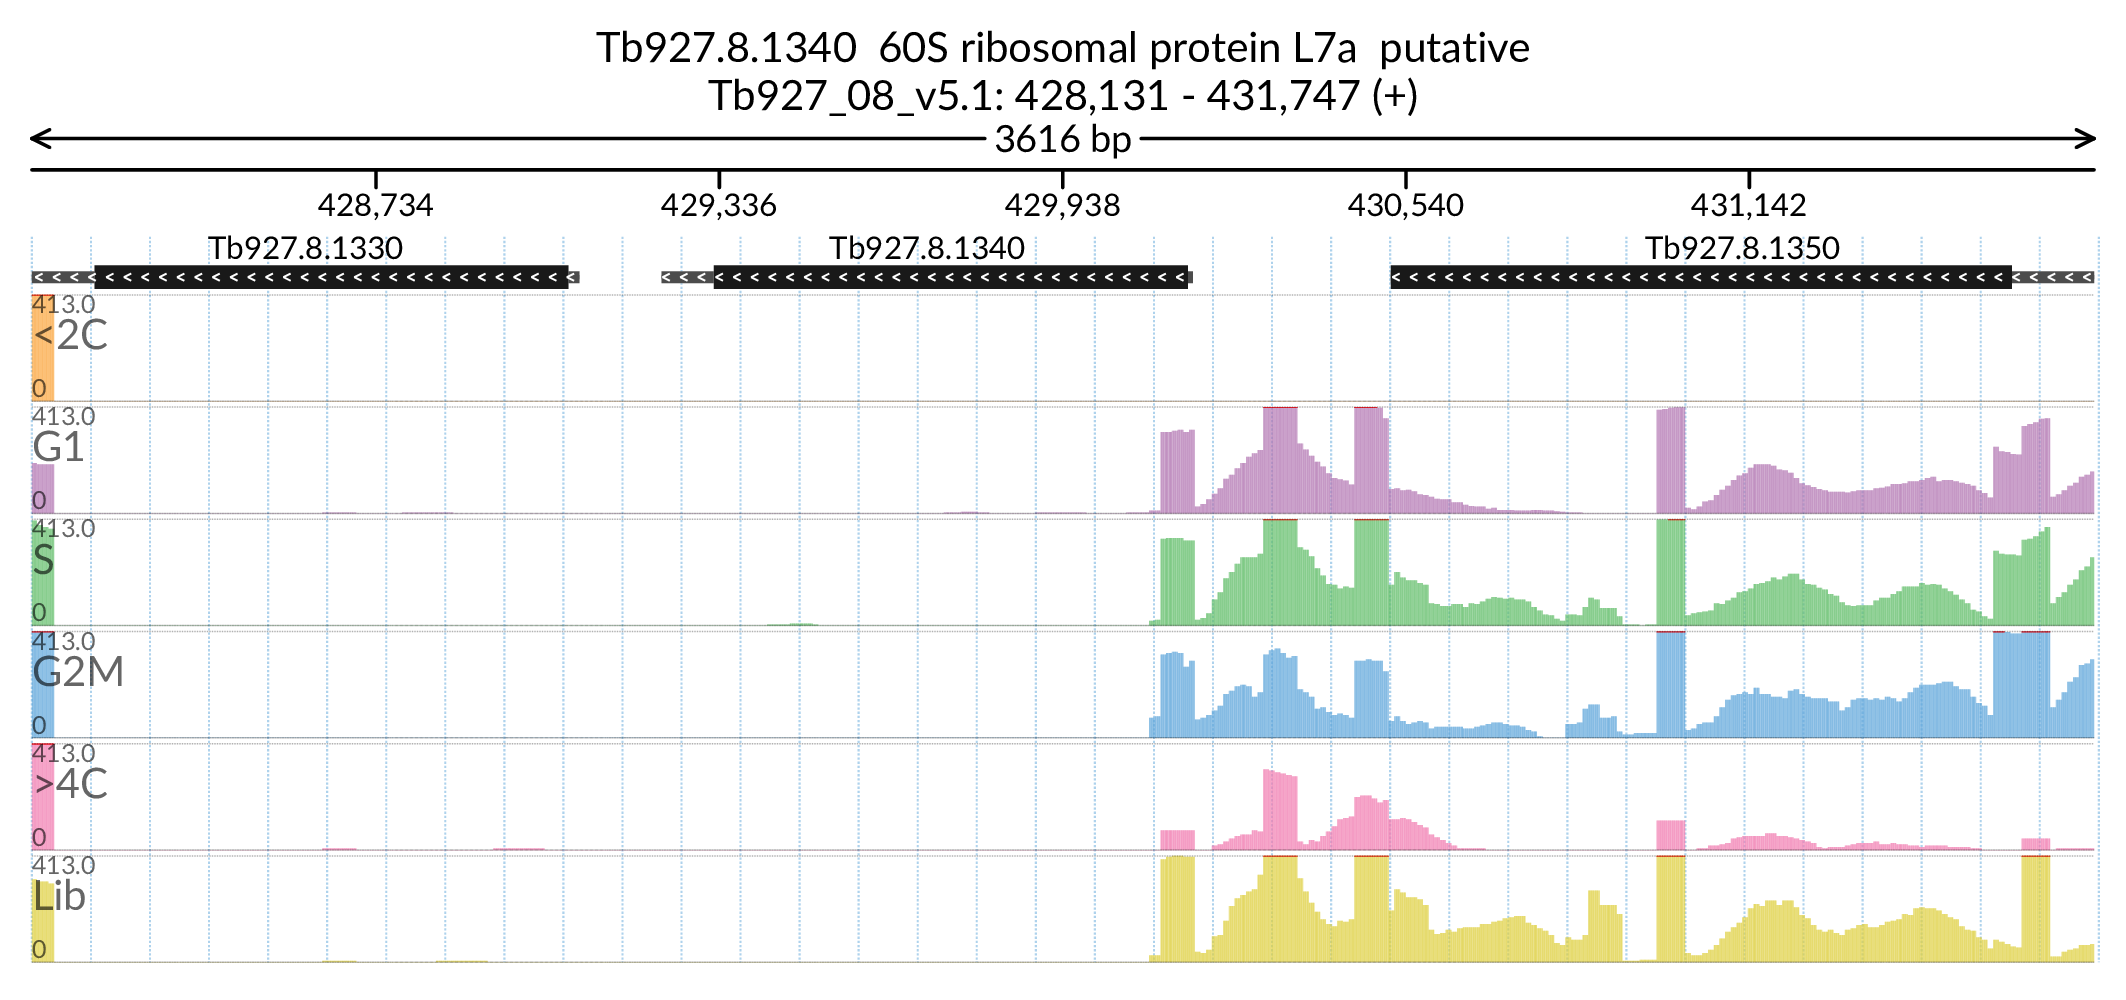 Tb927.8.1340 60S ribosomal protein L7a putative
Tb927_08_v5.1: 428,131 - 431,747 (+)
3616 bp
428,734 429,336 429,938 430,540 431,142
Tb927.8.1330 Tb927.8.1340 Tb927.8.1350
413.0
<2C
0
413.0
G1
0
413.0
S
0
413.0
G2M
0
413.0
>4C
0
413.0
Lib
0